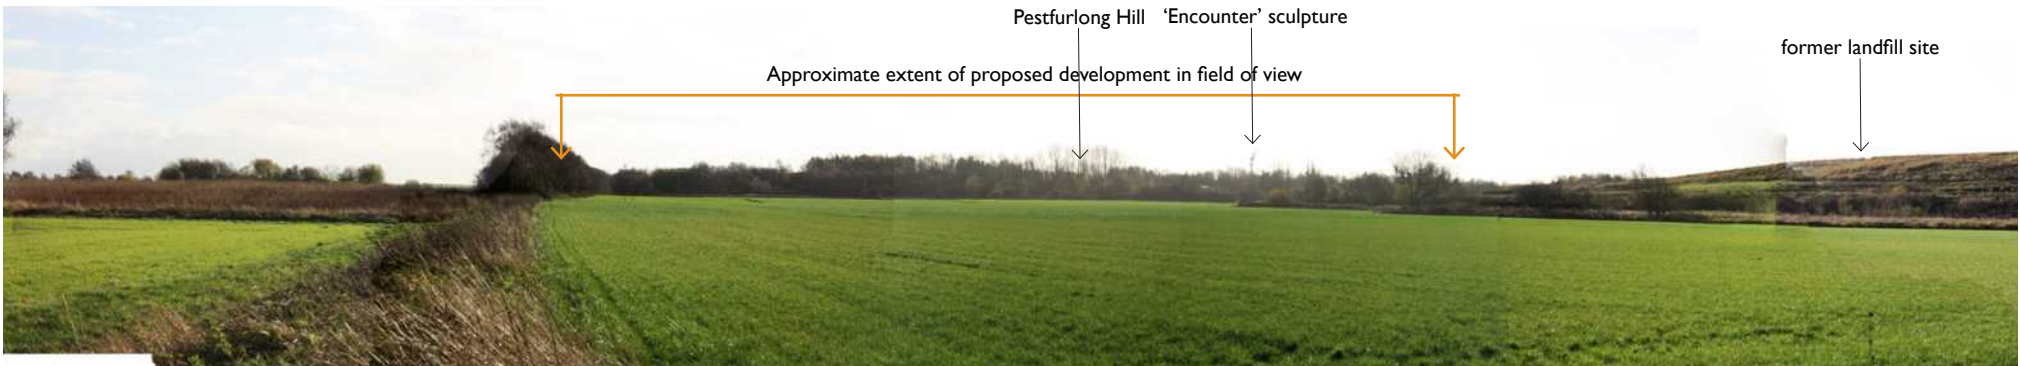 Pestfurlong Hill
‘Encounter’ sculpture
former landfill site
Approximate extent of proposed development in field of view